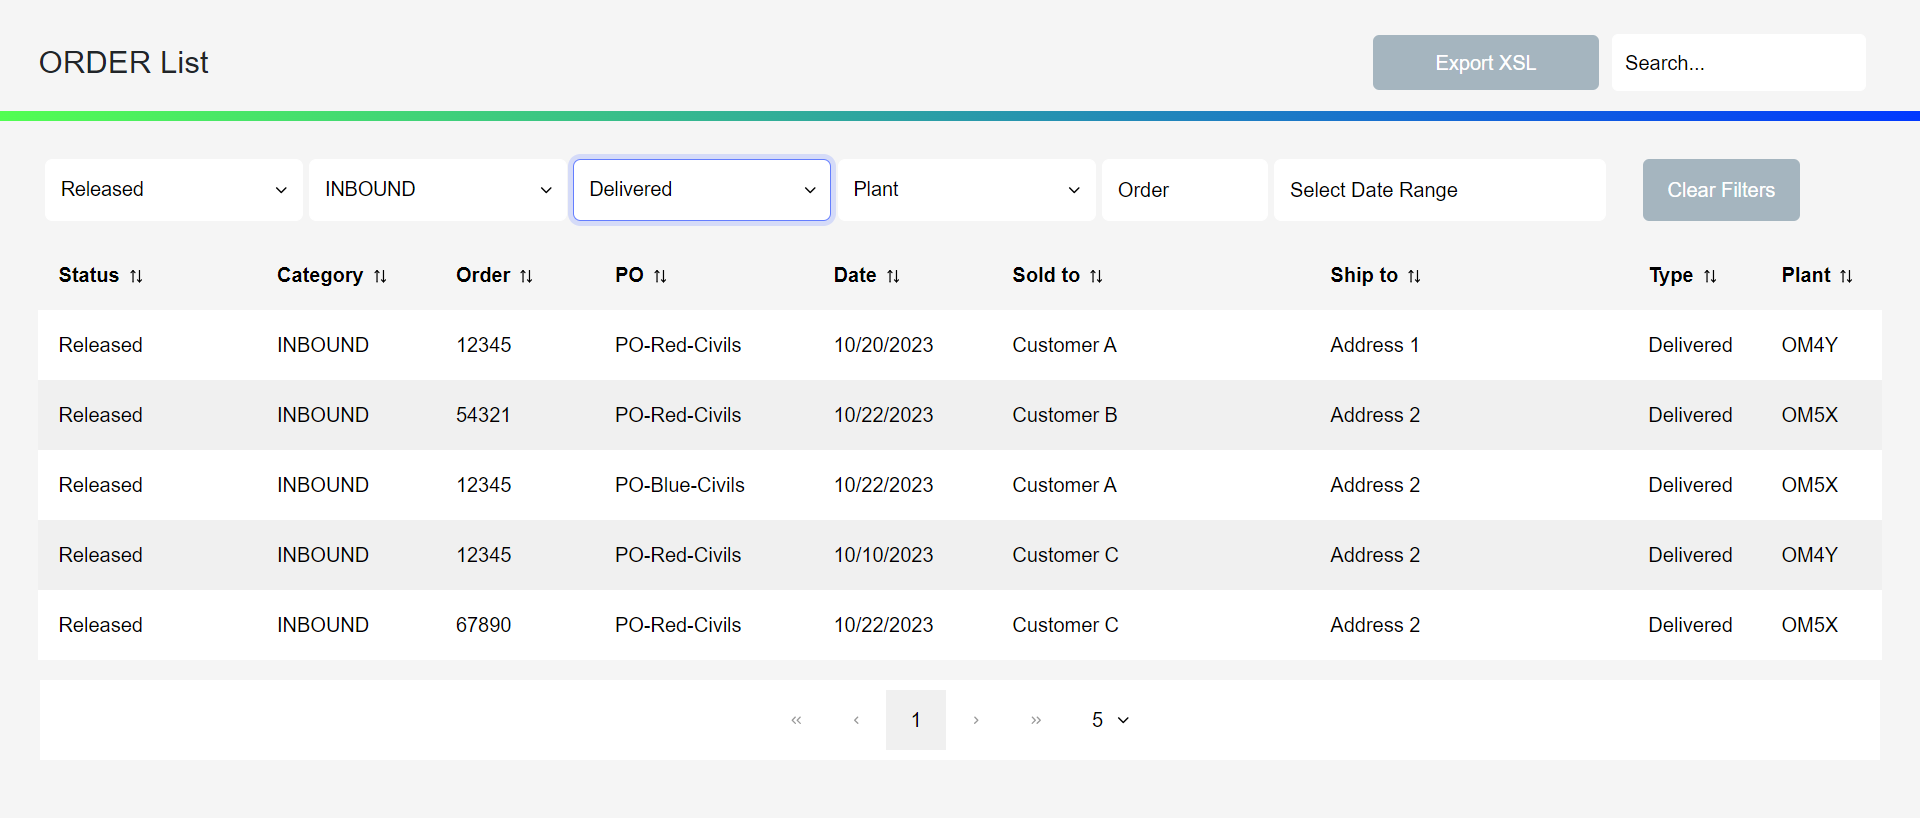 ORDER List
Export XSL
Search...
Released INBOUND Delivered Plant Order Select Date Range Clear Filters
Status Category Order PO Date Sold to Ship to Type Plant
Released INBOUND 12345 PO-Red-Civils 10/20/2023 Customer A Address 1 Delivered OM4Y
Released INBOUND 54321 PO-Red-Civils 10/22/2023 Customer B Address 2 Delivered OM5X
Released INBOUND 12345 PO-Blue-Civils 10/22/2023 Customer A Address 2 Delivered OM5X
Released INBOUND 12345 PO-Red-Civils 10/10/2023 Customer C Address 2 Delivered OM4Y
Released INBOUND 67890 PO-Red-Civils 10/22/2023 Customer C Address 2 Delivered OM5X
« ‹ 1 › » 5